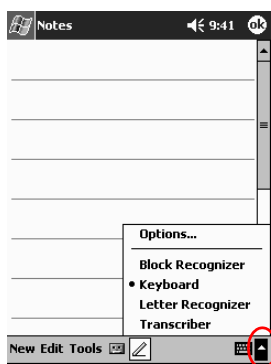 Notes 9:41 ok
Options...
Block Recognizer
Keyboard
Letter Recognizer
Transcriber
New Edit Tools